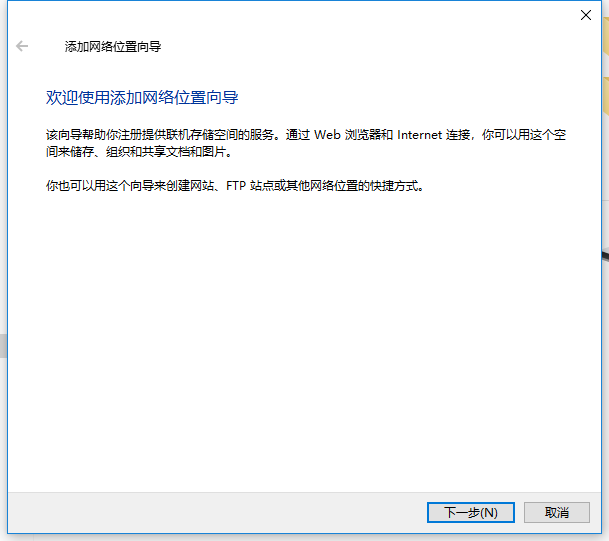 添加网络位置向导
欢迎使用添加网络位置向导
该向导帮助你注册提供联机存储空间的服务。通过 Web 浏览器和 Internet 连接，你可以用这个空
间来储存、组织和共享文档和图片。
你也可以用这个向导来创建网站、FTP 站点或其他网络位置的快捷方式。
下一步(N)
取消